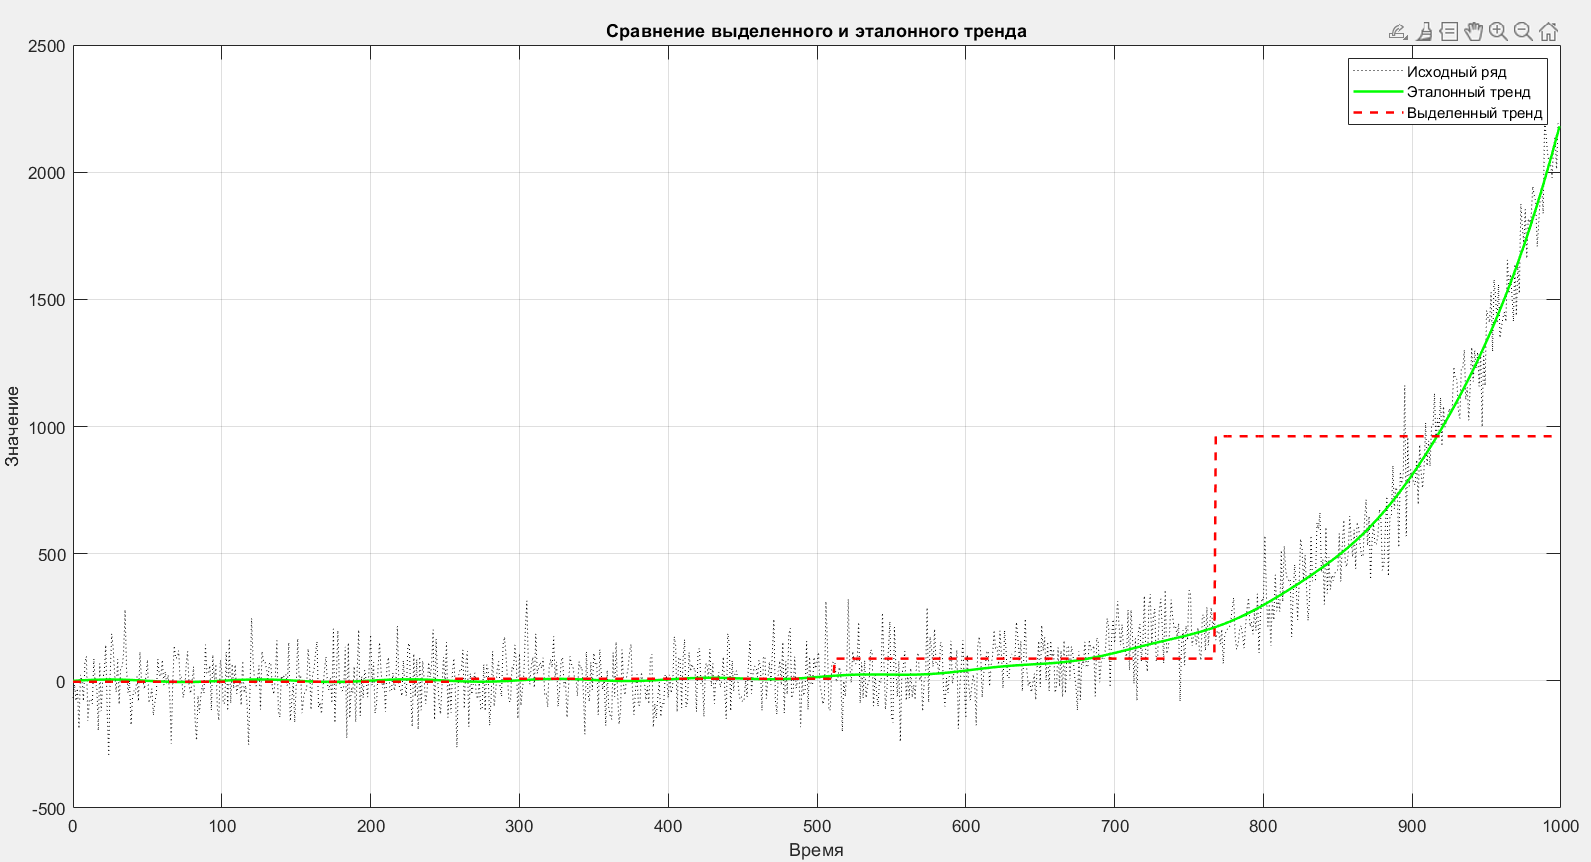 Сравнение выделенного и эталонного тренда
2500
2000
1500
1000
500
0
-500
Значение
Исходный ряд
Эталонный тренд
Выделенный тренд
0 100 200 300 400 500 600 700 800 900 1000
Время